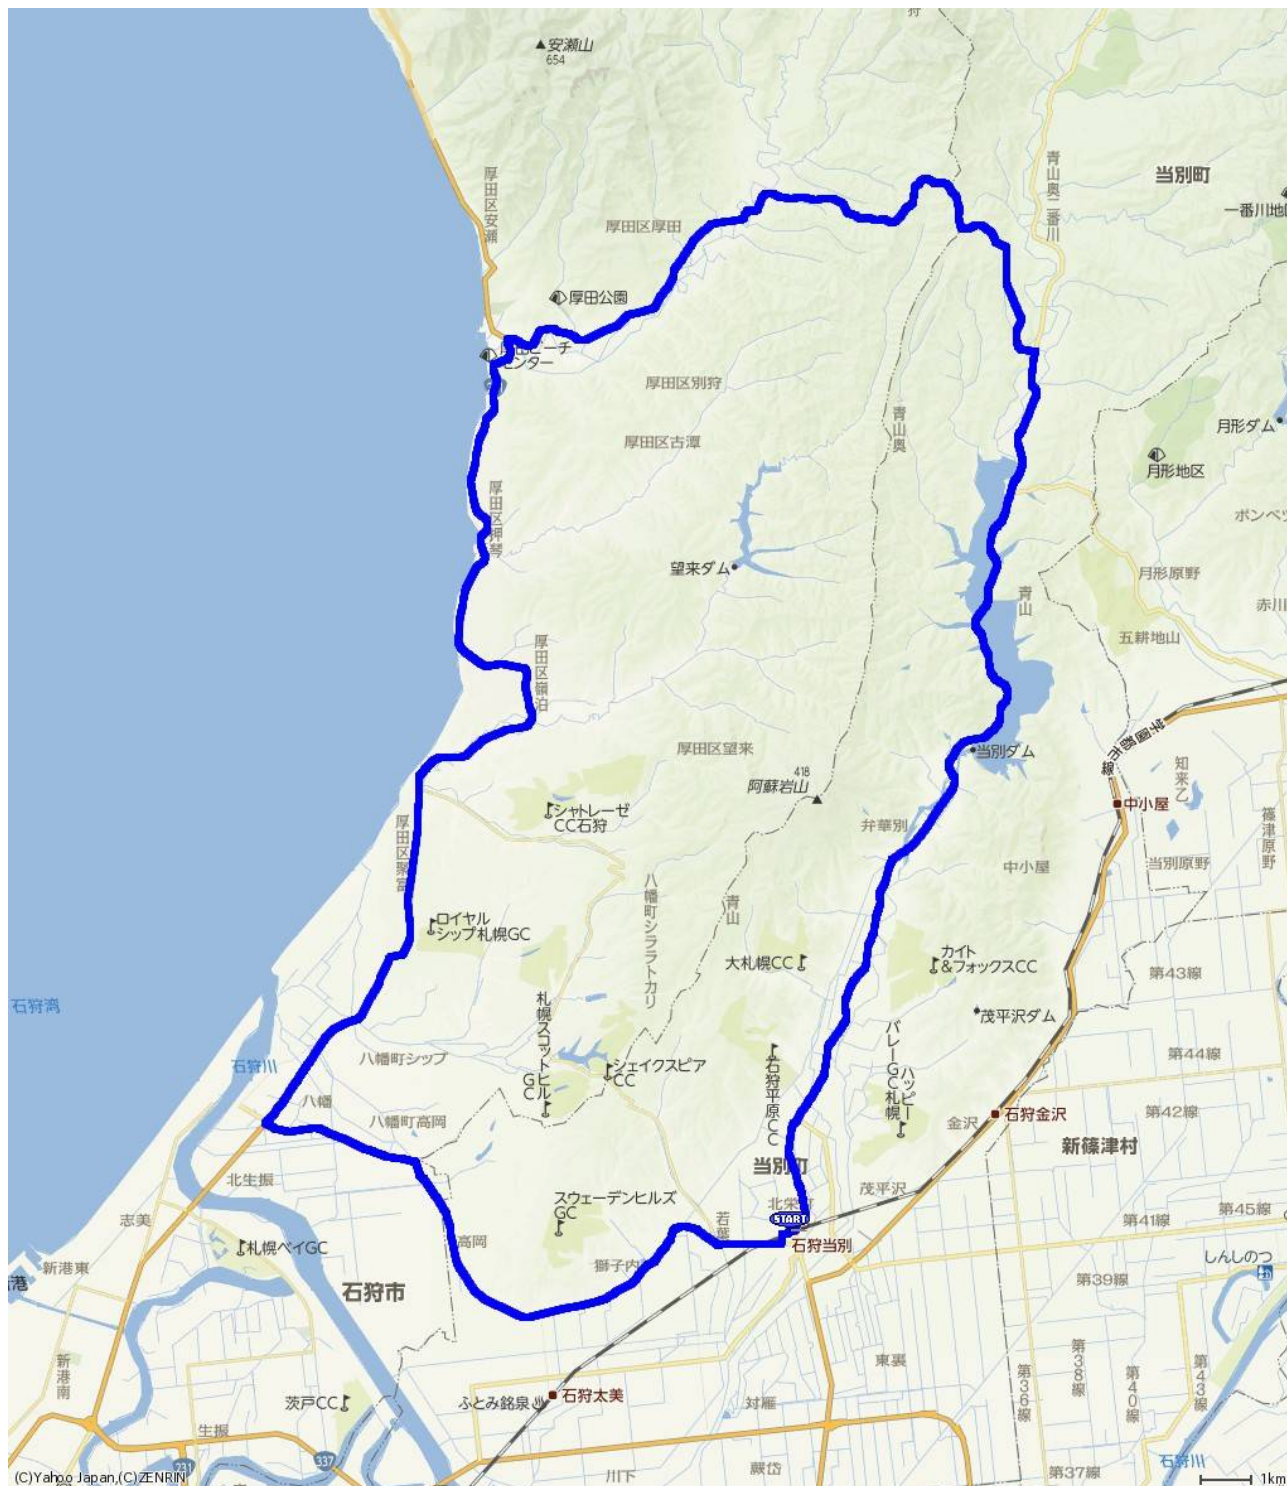 安瀬山
654
厚田区安瀬
青山奥二番川
当別町
一番川地区
厚田区厚田
厚田公園
厚田ビーチ
センター
厚田区別狩
厚田区古潭
青山奥
月形ダム
月形地区
厚田区押琴
望来ダム
月形原野
青山
赤川
五耕地山
厚田区嶺泊
学園都市線
厚田区望来
当別ダム
知来乙
418
阿蘇岩山
シャトレーゼ
CC石狩
中小屋
篠津原野
厚田区聚富
弁華別
中小屋
当別原野
八幡町シララトカリ
青山
ロイヤル
シップ札幌GC
大札幌CC
カイト
&フォックスCC
第43線
石狩湾
札幌スコットヒル
GC
茂平沢ダム
石狩川
八幡町シップ
シェイクスピア
CC
石狩平原CC
ハッピー
バレーGC札幌
第44線
八幡
八幡町高岡
金沢
石狩金沢
第42線
新篠津村
北生振
当別町
茂平沢
志美
スウェーデンヒルズ
GC
若葉
北栄町
START
第45線
第41線
札幌ベイGC
高岡
石狩当別
しんしのつ
新港東
獅子内
第39線
石狩市
新港南
東裏
第36線
第38線
第40線
第43線
茨戸CC
ふとみ銘泉
石狩太美
対雁
生振
337
231
川下
蕨岱
第37線
石狩川
(C)Yahoo Japan,(C)ZENRIN
1km